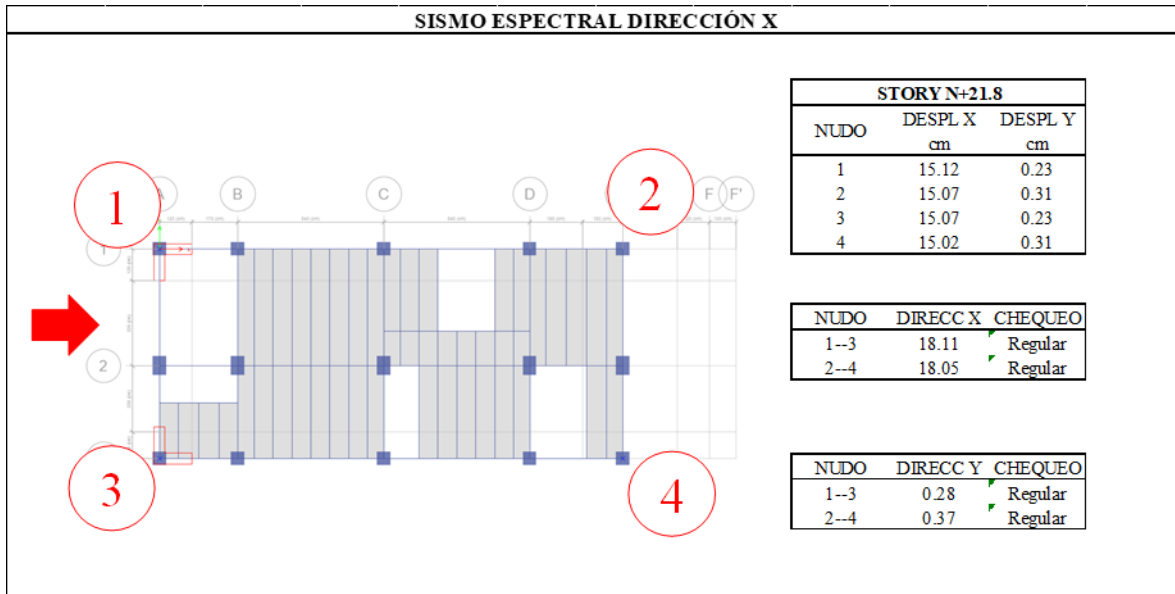 SISMO ESPECTRAL DIRECCIÓN X
STORY N+21.8
NUDO DESPL X DESPL Y
cm cm
1 15.12 0.23
2 15.07 0.31
3 15.07 0.23
4 15.02 0.31
1 A B C D 2 F F'
NUDO DIRECC X CHEQUEO
1--3 18.11 Regular
2--4 18.05 Regular
2
NUDO DIRECC Y CHEQUEO
1--3 0.28 Regular
2--4 0.37 Regular
3 4